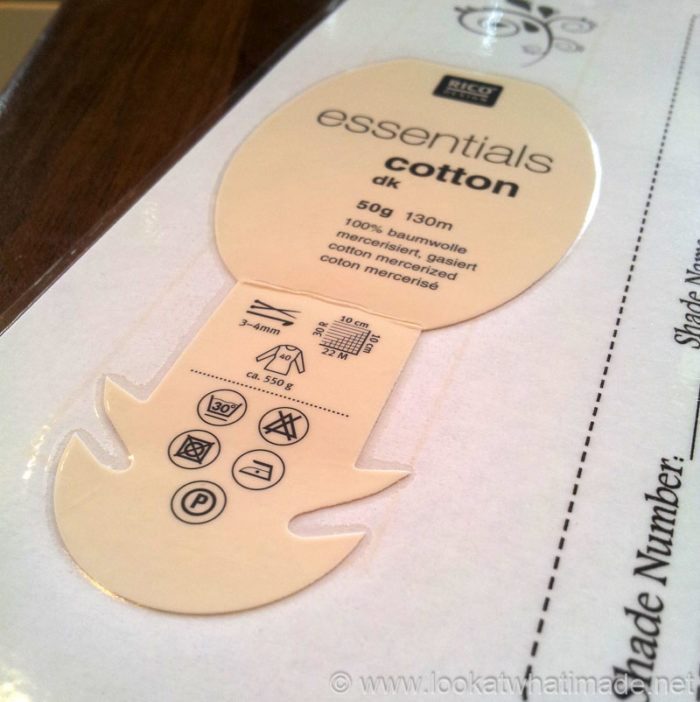 RICO
DESIGN
essentials
cotton
dk
50g 130m
100% baumwolle
mercerisiert, gasiert
cotton mercerized
coton mercerisé
3–4mm
10 cm
30 R
10 cm
22 M
40
ca. 550 g
30°
P
Shade Number:
Shade Name
© www.lookatwhatimade.net